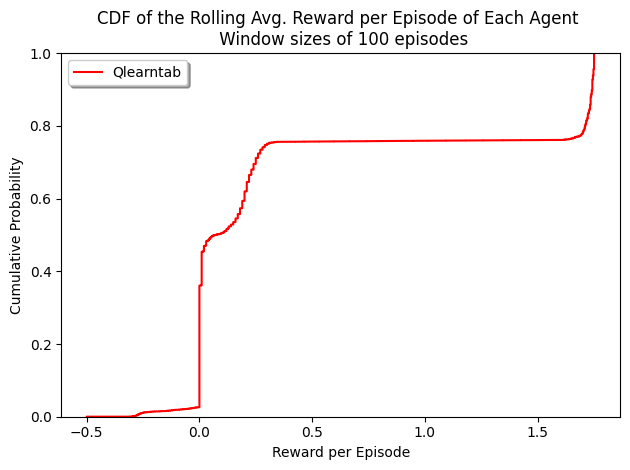 CDF of the Rolling Avg. Reward per Episode of Each Agent
Window sizes of 100 episodes
Qlearntab
1.0
0.8
0.6
0.4
0.2
0.0
Cumulative Probability
−0.5 0.0 0.5 1.0 1.5
Reward per Episode